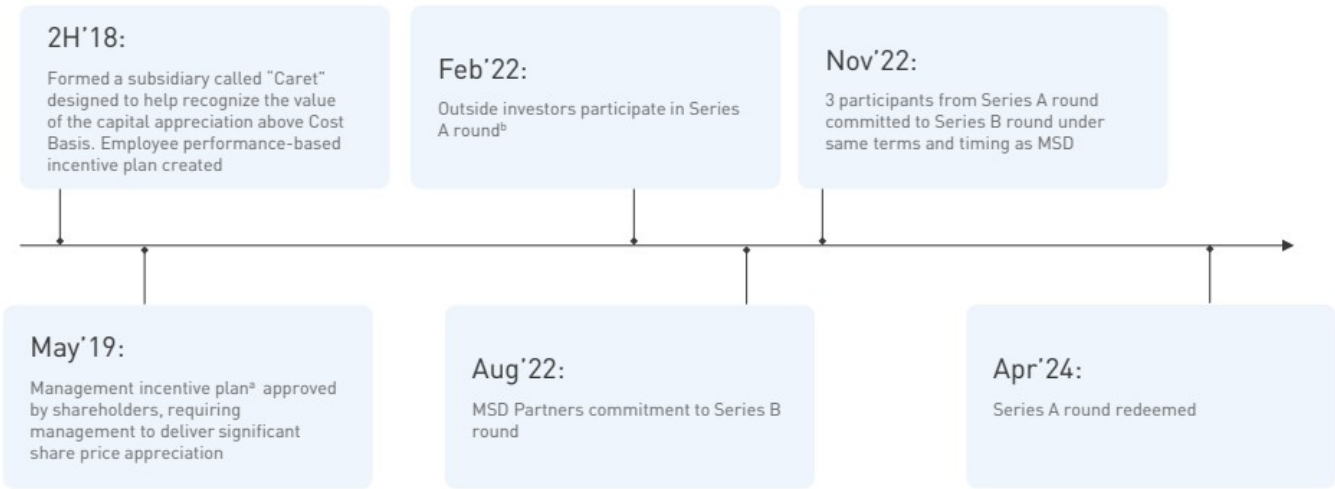 2H'18:
Formed a subsidiary called "Caret"
designed to help recognize the value
of the capital appreciation above Cost
Basis. Employee performance-based
incentive plan created
Feb'22:
Outside investors participate in Series
A roundᵇ
Nov'22:
3 participants from Series A round
committed to Series B round under
same terms and timing as MSD
May'19:
Management incentive planᵃ approved
by shareholders, requiring
management to deliver significant
share price appreciation
Aug'22:
MSD Partners commitment to Series B
round
Apr'24:
Series A round redeemed